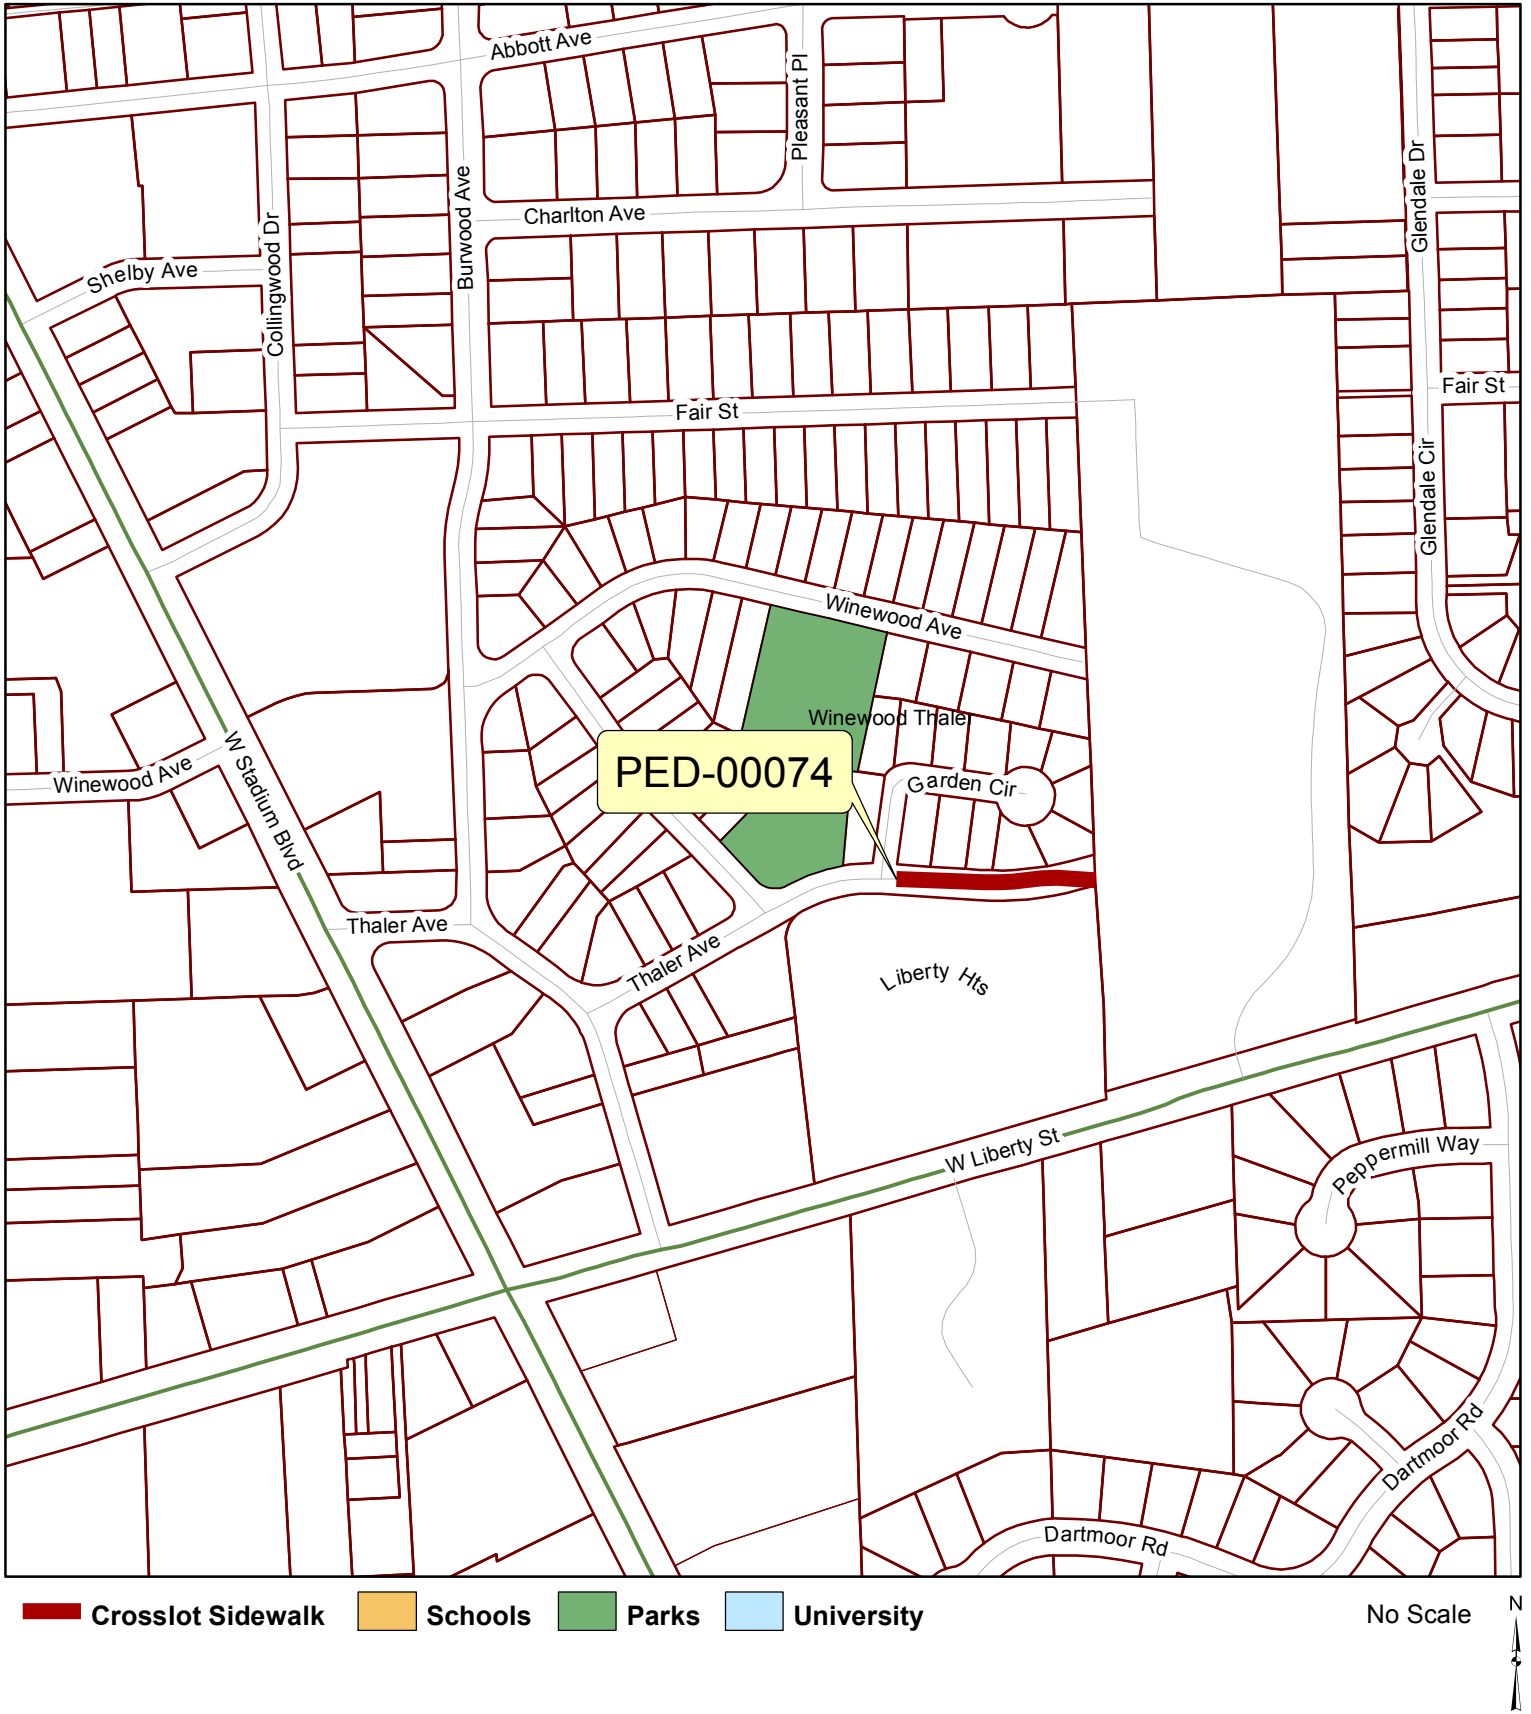 Abbott Ave
Pleasant Pl
Glendale Dr
Burwood Ave
Charlton Ave
Collingwood Dr
Shelby Ave
Fair St
Fair St
Glendale Cir
Winewood Ave
Winewood Thaler
PED-00074
Garden Cir
Winewood Ave
W Stadium Blvd
Thaler Ave
Thaler Ave
Liberty Hts
W Liberty St
Peppermill Way
Dartmoor Rd
Dartmoor Rd
Crosslot Sidewalk
Schools
Parks
University
No Scale
N